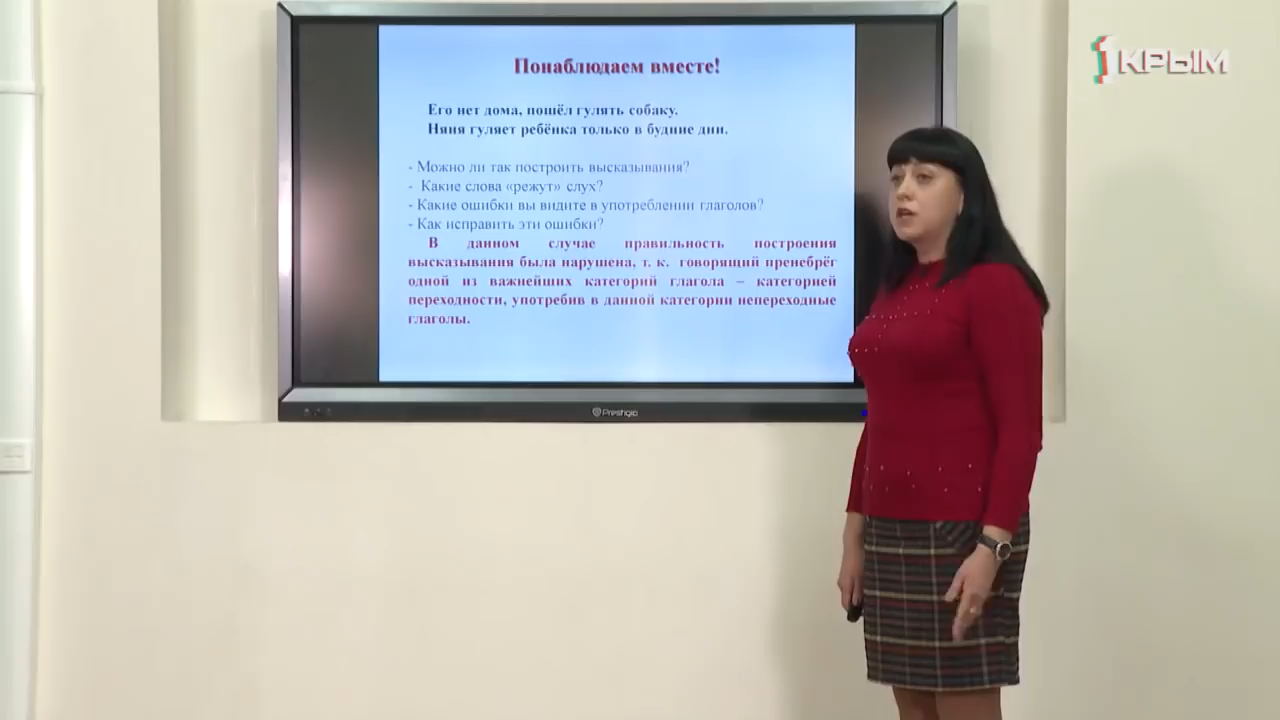 Понаблюдаем вместе!
Его нет дома, пошёл гулять собаку.
Няня гуляет ребёнка только в будние дни.
- Можно ли так построить высказывания?
- Какие слова «режут» слух?
- Какие ошибки вы видите в употреблении глаголов?
- Как исправить эти ошибки?
В данном случае правильность построения
высказывания была нарушена, т. к. говорящий пренебрёг
одной из важнейших категорий глагола – категорией
переходности, употребив в данной категории непереходные
глаголы.
Prestigio
1 КРЫМ